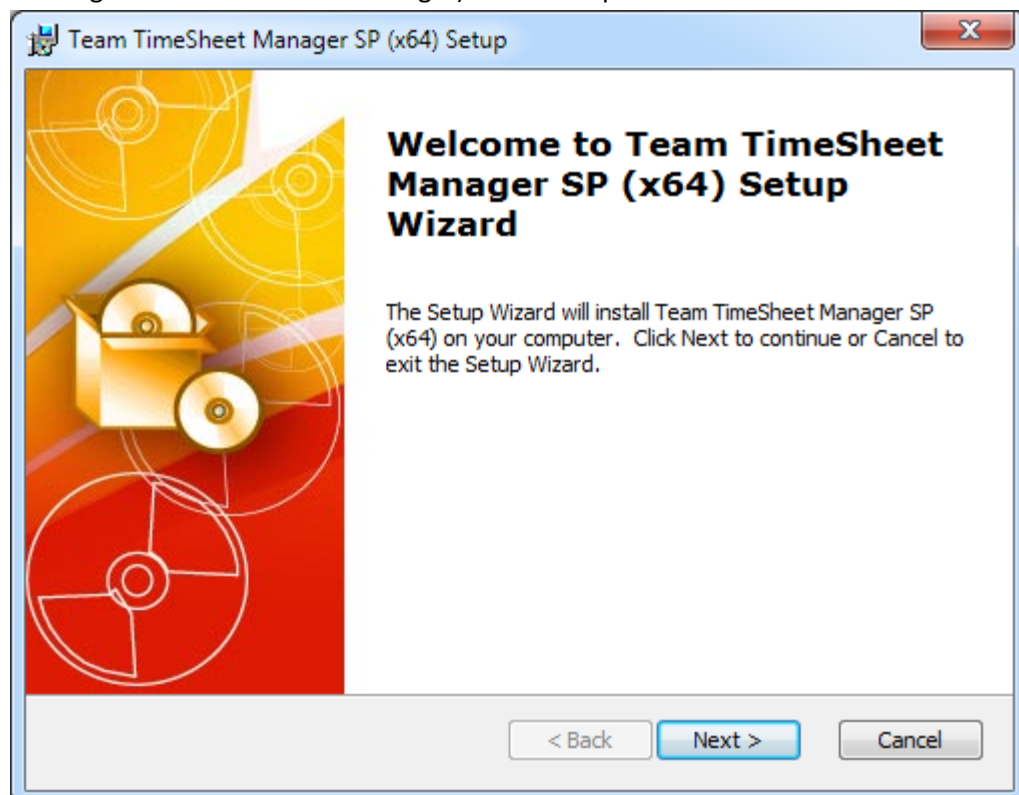 Team TimeSheet Manager SP (x64) Setup
Welcome to Team TimeSheet
Manager SP (x64) Setup
Wizard
The Setup Wizard will install Team TimeSheet Manager SP
(x64) on your computer. Click Next to continue or Cancel to
exit the Setup Wizard.
< Back
Next >
Cancel